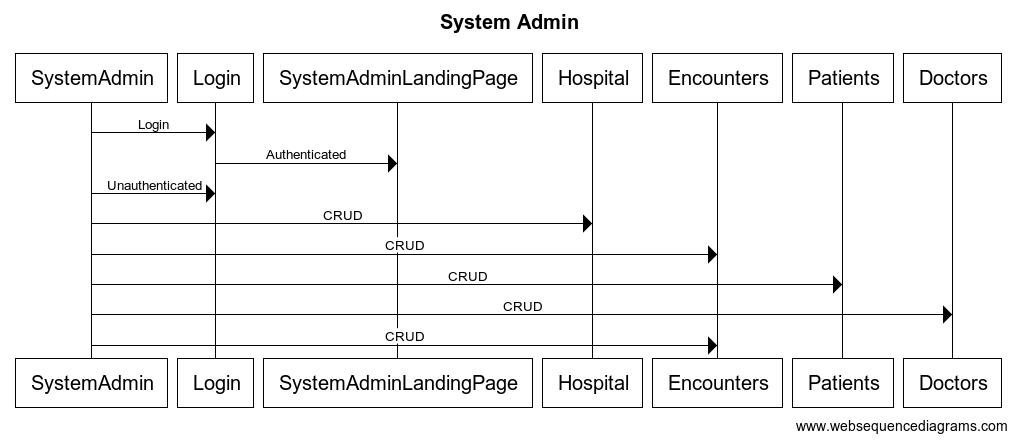 System Admin
SystemAdmin Login SystemAdminLandingPage Hospital Encounters Patients Doctors
Login
Authenticated
Unauthenticated
CRUD
CRUD
CRUD
CRUD
CRUD
SystemAdmin Login SystemAdminLandingPage Hospital Encounters Patients Doctors
www.websequencediagrams.com